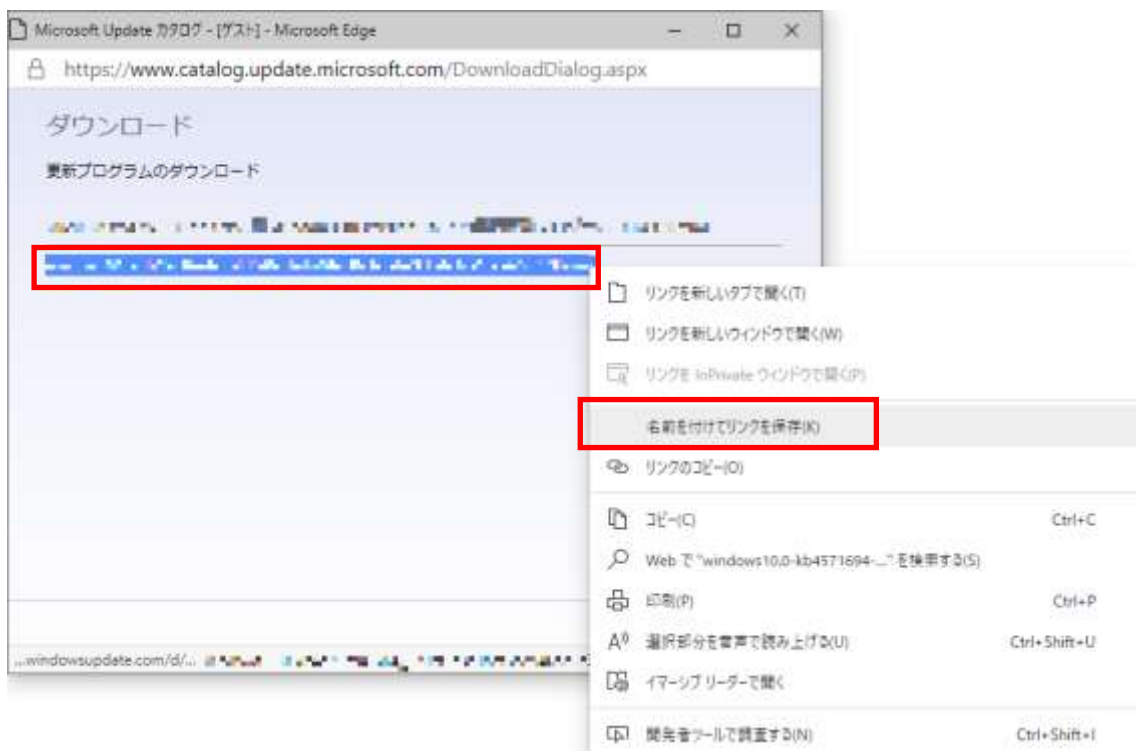 Microsoft Update カタログ - [ゲスト] - Microsoft Edge
https://www.catalog.update.microsoft.com/DownloadDialog.aspx
ダウンロード
更新プログラムのダウンロード
リンクを新しいタブで開く(T)
リンクを新しいウィンドウで開く(W)
リンクを InPrivate ウィンドウで開く(P)
名前を付けてリンクを保存(K)
リンクのコピー(O)
コピー(C) Ctrl+C
Web で "windows10.0-kb4571694-..." を検索する(S)
印刷(P) Ctrl+P
選択部分を音声で読み上げる(U) Ctrl+Shift+U
イマーシブ リーダーで開く
...windowsupdate.com/d/...
開発者ツールで調査する(N) Ctrl+Shift+I